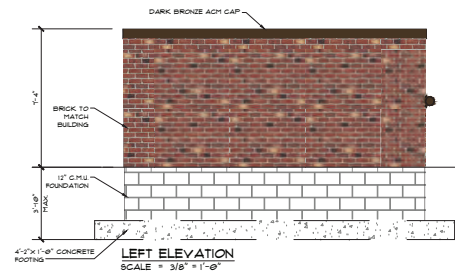 DARK BRONZE ACM CAP
7'-4"
BRICK TO
MATCH
BUILDING
12" C.M.U.
FOUNDATION
3'-10"
MAX.
4'-2" X 1'-0" CONCRETE
FOOTING
LEFT ELEVATION
SCALE = 3/8" = 1'-0"